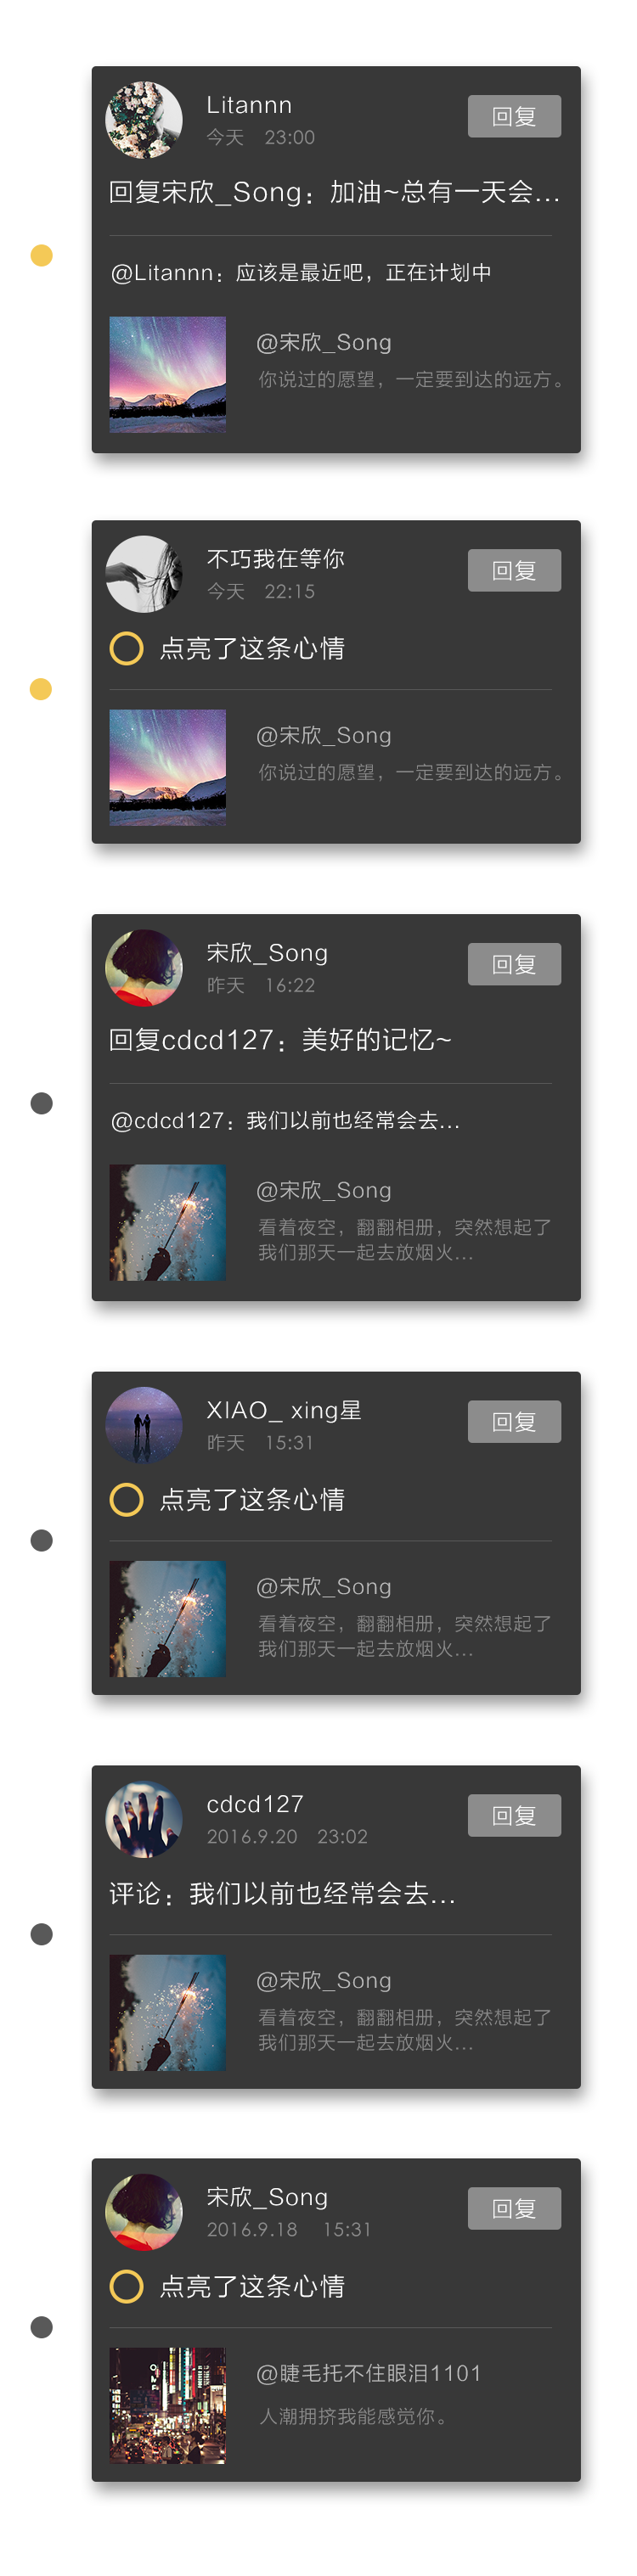 Litannn
回复
今天 23:00
回复宋欣_Song：加油~总有一天会...
@Litannn：应该是最近吧，正在计划中
@宋欣_Song
你说过的愿望，一定要到达的远方。
不巧我在等你
回复
今天 22:15
点亮了这条心情
@宋欣_Song
你说过的愿望，一定要到达的远方。
宋欣_Song
回复
昨天 16:22
回复cdcd127：美好的记忆~
@cdcd127：我们以前也经常会去...
@宋欣_Song
看着夜空，翻翻相册，突然想起了
我们那天一起去放烟火...
XIAO_ xing星
回复
昨天 15:31
点亮了这条心情
@宋欣_Song
看着夜空，翻翻相册，突然想起了
我们那天一起去放烟火...
cdcd127
回复
2016.9.20 23:02
评论：我们以前也经常会去...
@宋欣_Song
看着夜空，翻翻相册，突然想起了
我们那天一起去放烟火...
宋欣_Song
回复
2016.9.18 15:31
点亮了这条心情
@睫毛托不住眼泪1101
人潮拥挤我能感觉你。